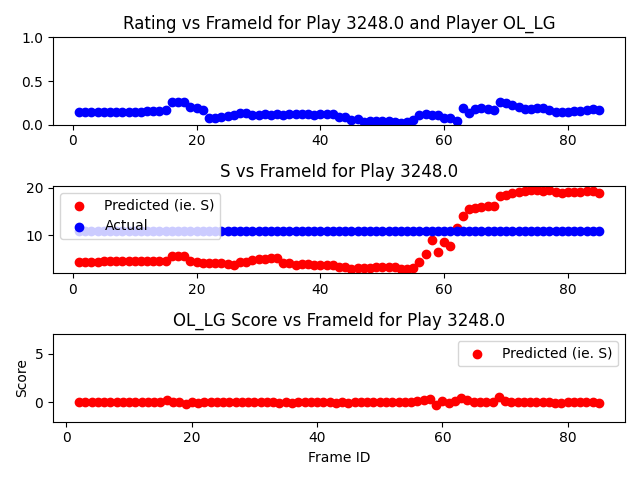 Rating vs FrameId for Play 3248.0 and Player OL_LG
1.0
0.5
0.0
0 20 40 60 80
S vs FrameId for Play 3248.0
20
10
Predicted (ie. S)
Actual
0 20 40 60 80
OL_LG Score vs FrameId for Play 3248.0
5
0
Score
Predicted (ie. S)
0 20 40 60 80
Frame ID